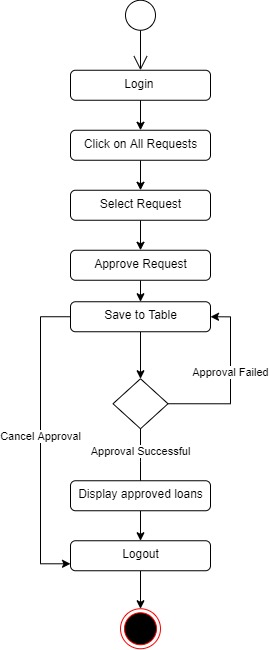 Login
Click on All Requests
Select Request
Approve Request
Save to Table
Approval Failed
Cancel Approval
Approval Successful
Display approved loans
Logout